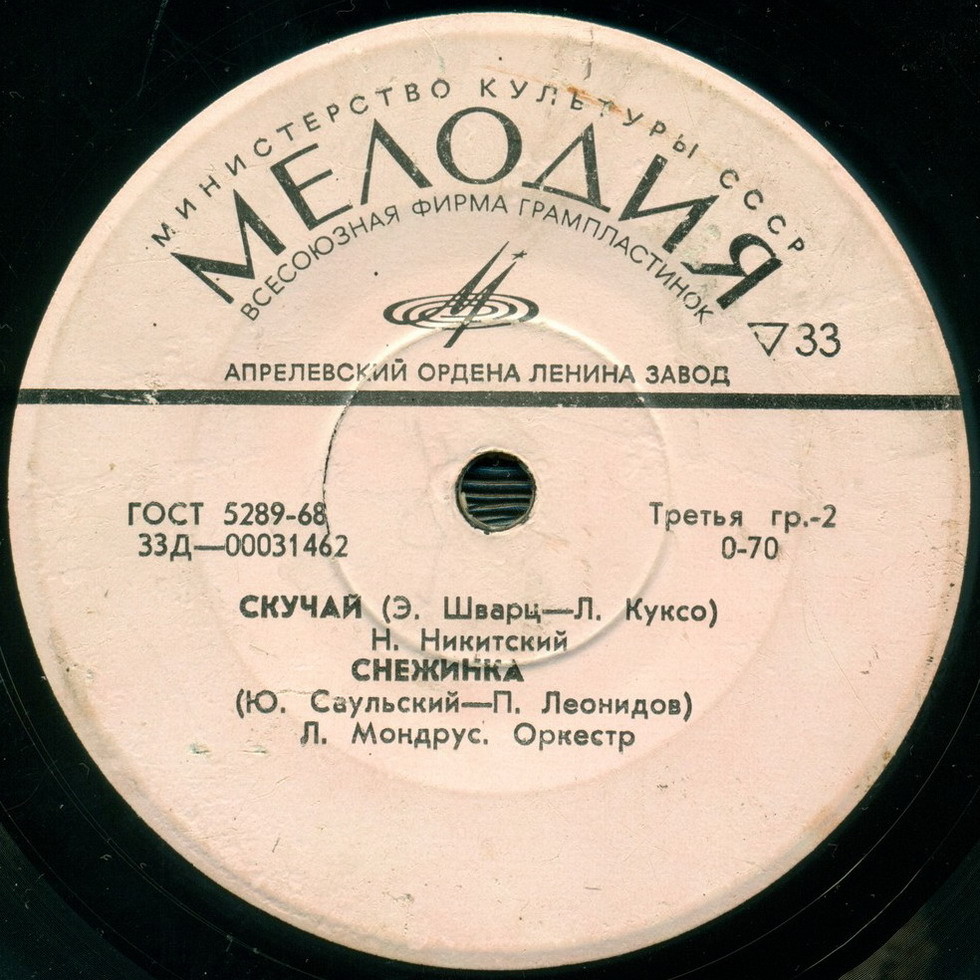 МИНИСТЕРСТВО КУЛЬТУРЫ СССР
МЕЛОДИЯ
ВСЕСОЮЗНАЯ ФИРМА ГРАМПЛАСТИНОК
33
АПРЕЛЕВСКИЙ ОРДЕНА ЛЕНИНА ЗАВОД
ГОСТ 5289-68 Третья гр.-2
33Д—00031462 0-70
СКУЧАЙ (Э. Шварц—Л. Куксо)
Н. Никитский
СНЕЖИНКА
(Ю. Саульский—П. Леонидов)
Л. Мондрус. Оркестр